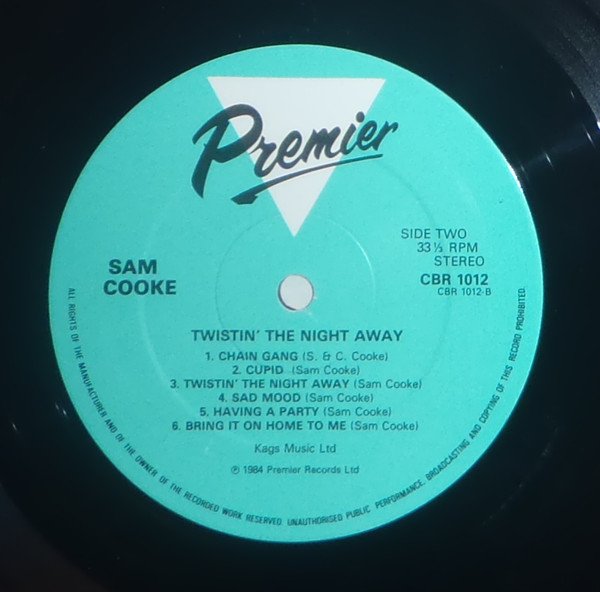 Premier
SIDE TWO
33⅓ RPM
STEREO
CBR 1012
CBR 1012-B
SAM
COOKE
TWISTIN' THE NIGHT AWAY
1. CHAIN GANG (S. & C. Cooke)
2. CUPID (Sam Cooke)
3. TWISTIN' THE NIGHT AWAY (Sam Cooke)
4. SAD MOOD (Sam Cooke)
5. HAVING A PARTY (Sam Cooke)
6. BRING IT ON HOME TO ME (Sam Cooke)
Kags Music Ltd
℗ 1984 Premier Records Ltd
ALL RIGHTS OF THE MANUFACTURER AND OF THE OWNER OF THE RECORDED WORK RESERVED. UNAUTHORISED PUBLIC PERFORMANCE, BROADCASTING AND COPYING OF THIS RECORD PROHIBITED.